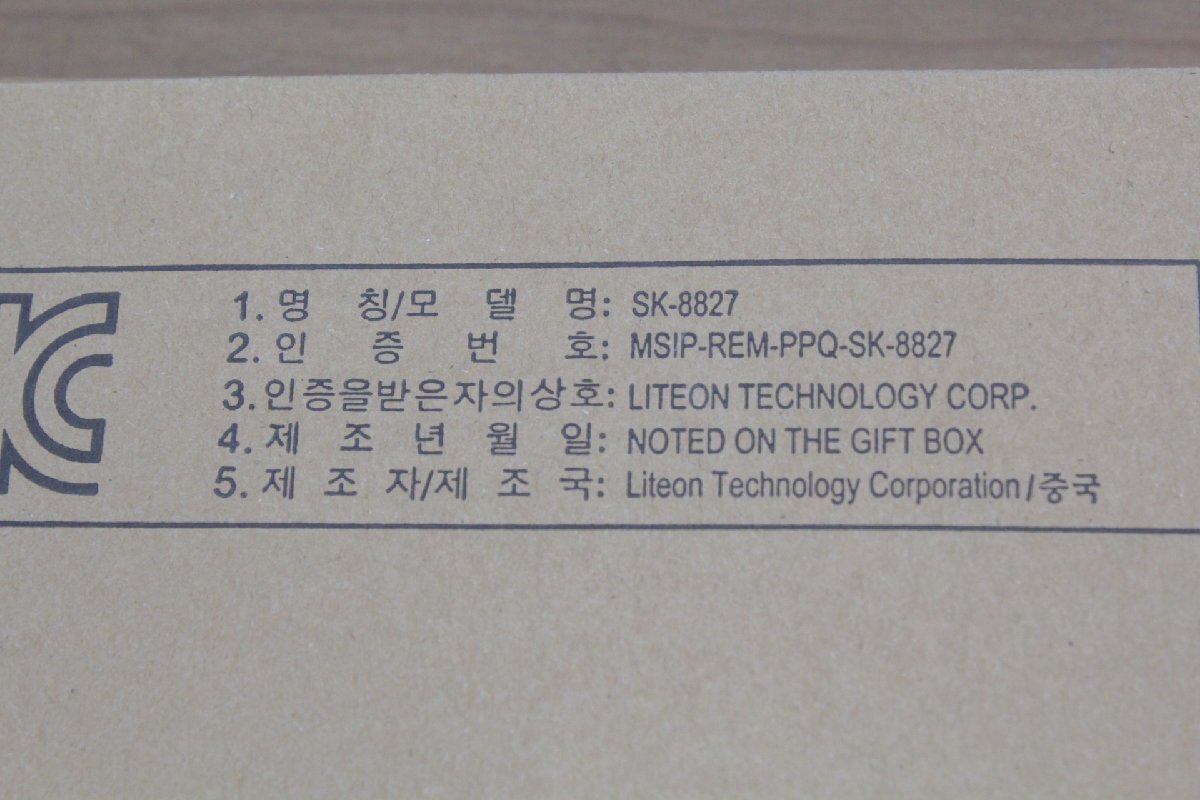 1. 명 칭/모 델 명: SK-8827
2. 인 증 번 호: MSIP-REM-PPQ-SK-8827
3. 인증을받은자의상호: LITEON TECHNOLOGY CORP.
4. 제 조 년 월 일: NOTED ON THE GIFT BOX
5. 제 조 자/제 조 국: Liteon Technology Corporation/중국